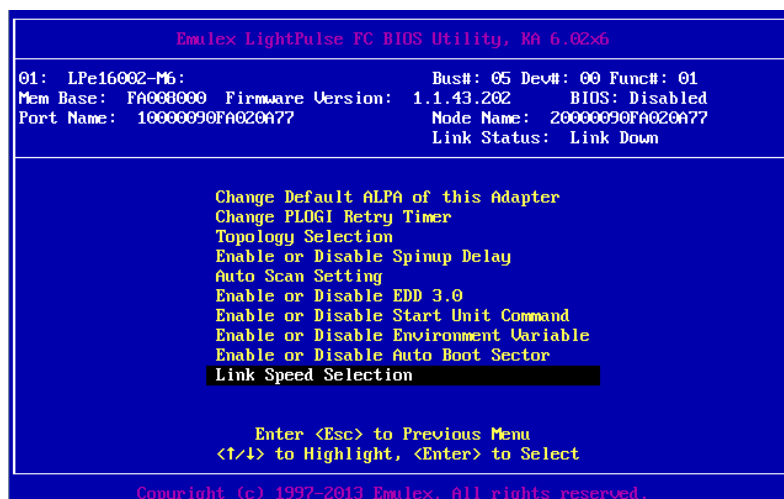 Emulex LightPulse FC BIOS Utility, KA 6.02x6
01: LPe16002-M6: Bus#: 05 Dev#: 00 Func#: 01
Mem Base: FA008000 Firmware Version: 1.1.43.202 BIOS: Disabled
Port Name: 10000090FA020A77 Node Name: 20000090FA020A77
Link Status: Link Down
Change Default ALPA of this Adapter
Change PLOGI Retry Timer
Topology Selection
Enable or Disable Spinup Delay
Auto Scan Setting
Enable or Disable EDD 3.0
Enable or Disable Start Unit Command
Enable or Disable Environment Variable
Enable or Disable Auto Boot Sector
Link Speed Selection
Enter <Esc> to Previous Menu
<↑/↓> to Highlight, <Enter> to Select
Copyright (c) 1997-2013 Emulex. All rights reserved.